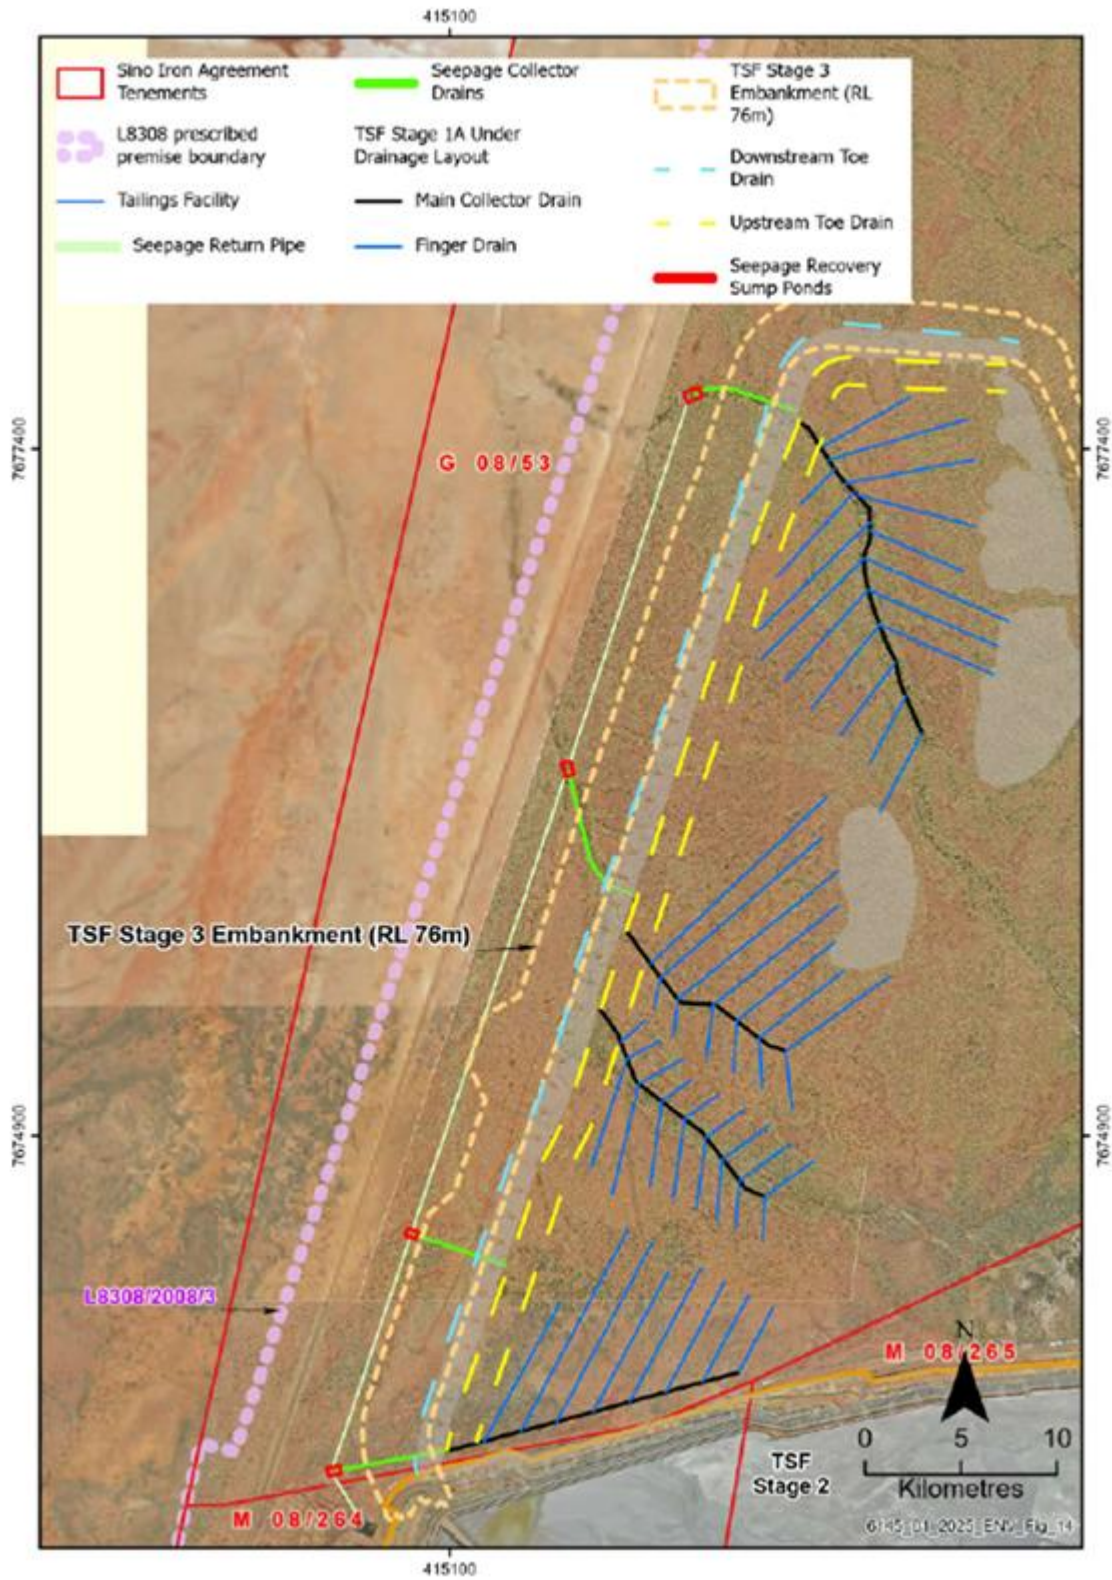 415100
Sino Iron Agreement
Tenements
L8308 prescribed
premise boundary
Tailings Facility
Seepage Return Pipe
Seepage Collector
Drains
TSF Stage 1A Under
Drainage Layout
Main Collector Drain
Finger Drain
TSF Stage 3
Embankment (RL
76m)
Downstream Toe
Drain
Upstream Toe Drain
Seepage Recovery
Sump Ponds
7677400
7677400
G 08/53
TSF Stage 3 Embankment (RL 76m)
7674900
7674900
L8308/2008/3
N
M 08/265
0 5 10
Kilometres
TSF
Stage 2
M 08/264
6145_01_2025_ENV_Fig_14
415100